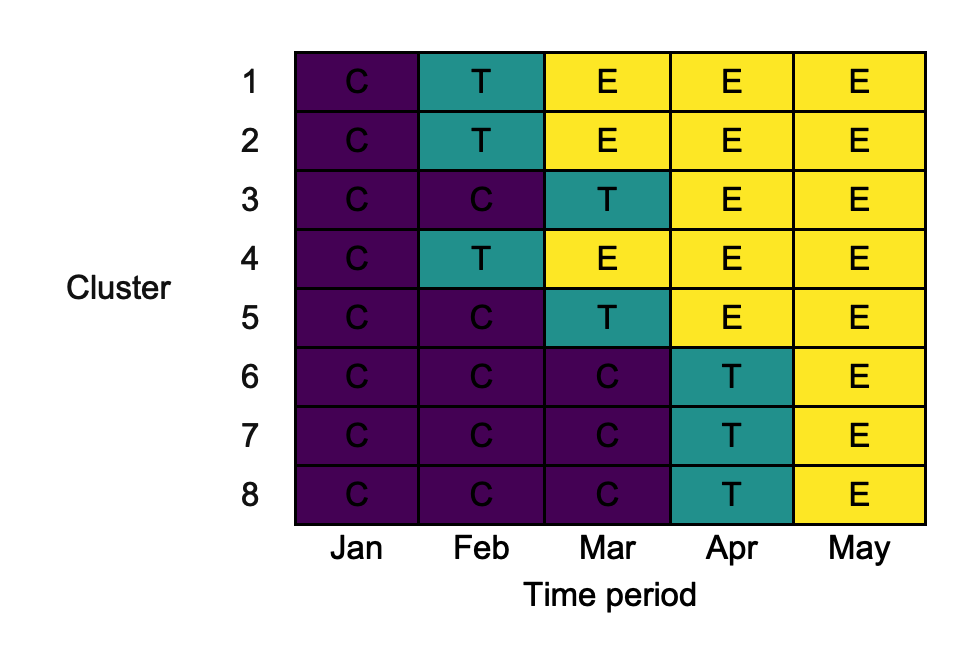 1 C T E E E
2 C T E E E
3 C C T E E
4 C T E E E
Cluster
5 C C T E E
6 C C C T E
7 C C C T E
8 C C C T E
Jan Feb Mar Apr May
Time period